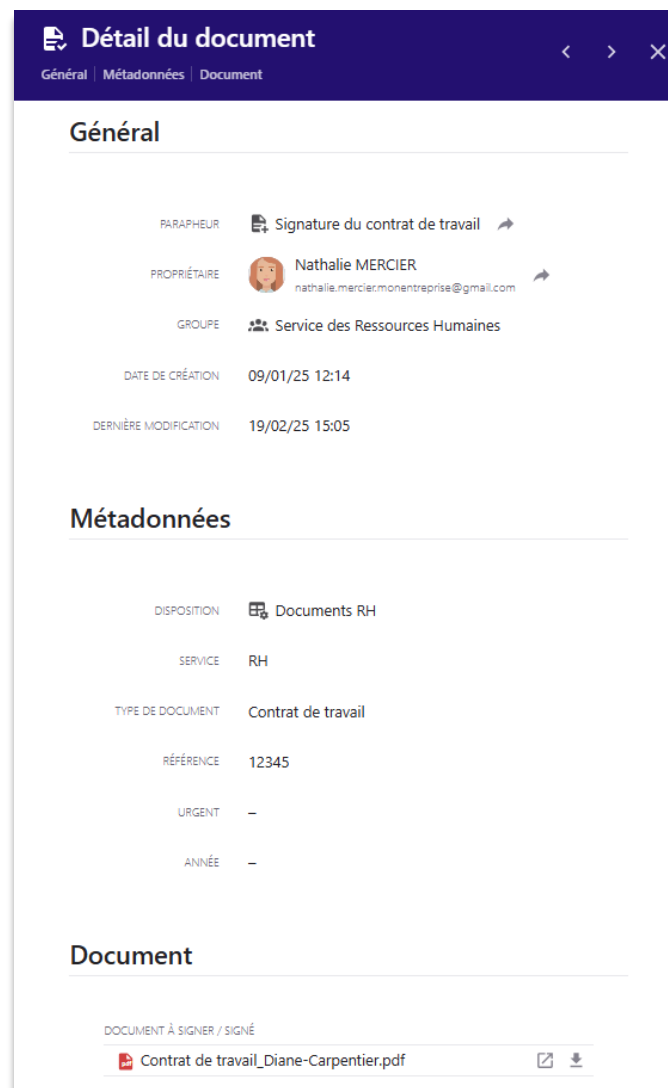 Détail du document
Général | Métadonnées | Document
Général
PARAPHEUR Signature du contrat de travail
PROPRIÉTAIRE Nathalie MERCIER
nathalie.mercier.monentreprise@gmail.com
GROUPE Service des Ressources Humaines
DATE DE CRÉATION 09/01/25 12:14
DERNIÈRE MODIFICATION 19/02/25 15:05
Métadonnées
DISPOSITION Documents RH
SERVICE RH
TYPE DE DOCUMENT Contrat de travail
RÉFÉRENCE 12345
URGENT –
ANNÉE –
Document
DOCUMENT À SIGNER / SIGNÉ
Contrat de travail_Diane-Carpentier.pdf